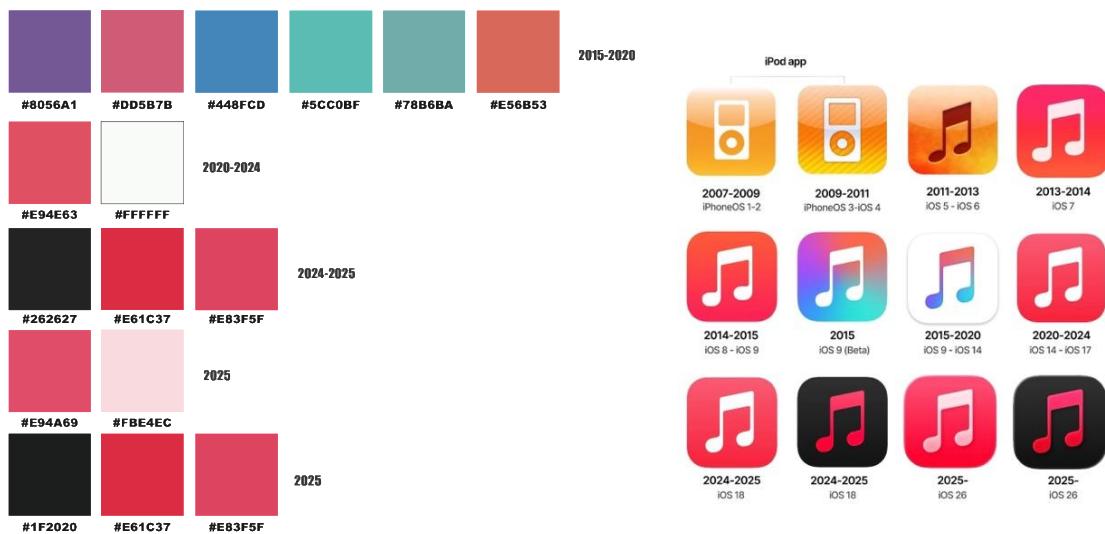 2015-2020
#8056A1 #DD5B7B #448FCD #5CC0BF #78B6BA #E56B53
2020-2024
#E94E63 #FFFFFF
2024-2025
#262627 #E61C37 #E83F5F
2025
#E94A69 #FBE4EC
2025
#1F2020 #E61C37 #E83F5F
iPod app
2007-2009 2009-2011 2011-2013 2013-2014
iPhoneOS 1-2 iPhoneOS 3-iOS 4 iOS 5 - iOS 6 iOS 7
2014-2015 2015 2015-2020 2020-2024
iOS 8 - iOS 9 iOS 9 (Beta) iOS 9 - iOS 14 iOS 14 - iOS 17
2024-2025 2024-2025 2025- 2025-
iOS 18 iOS 18 iOS 26 iOS 26